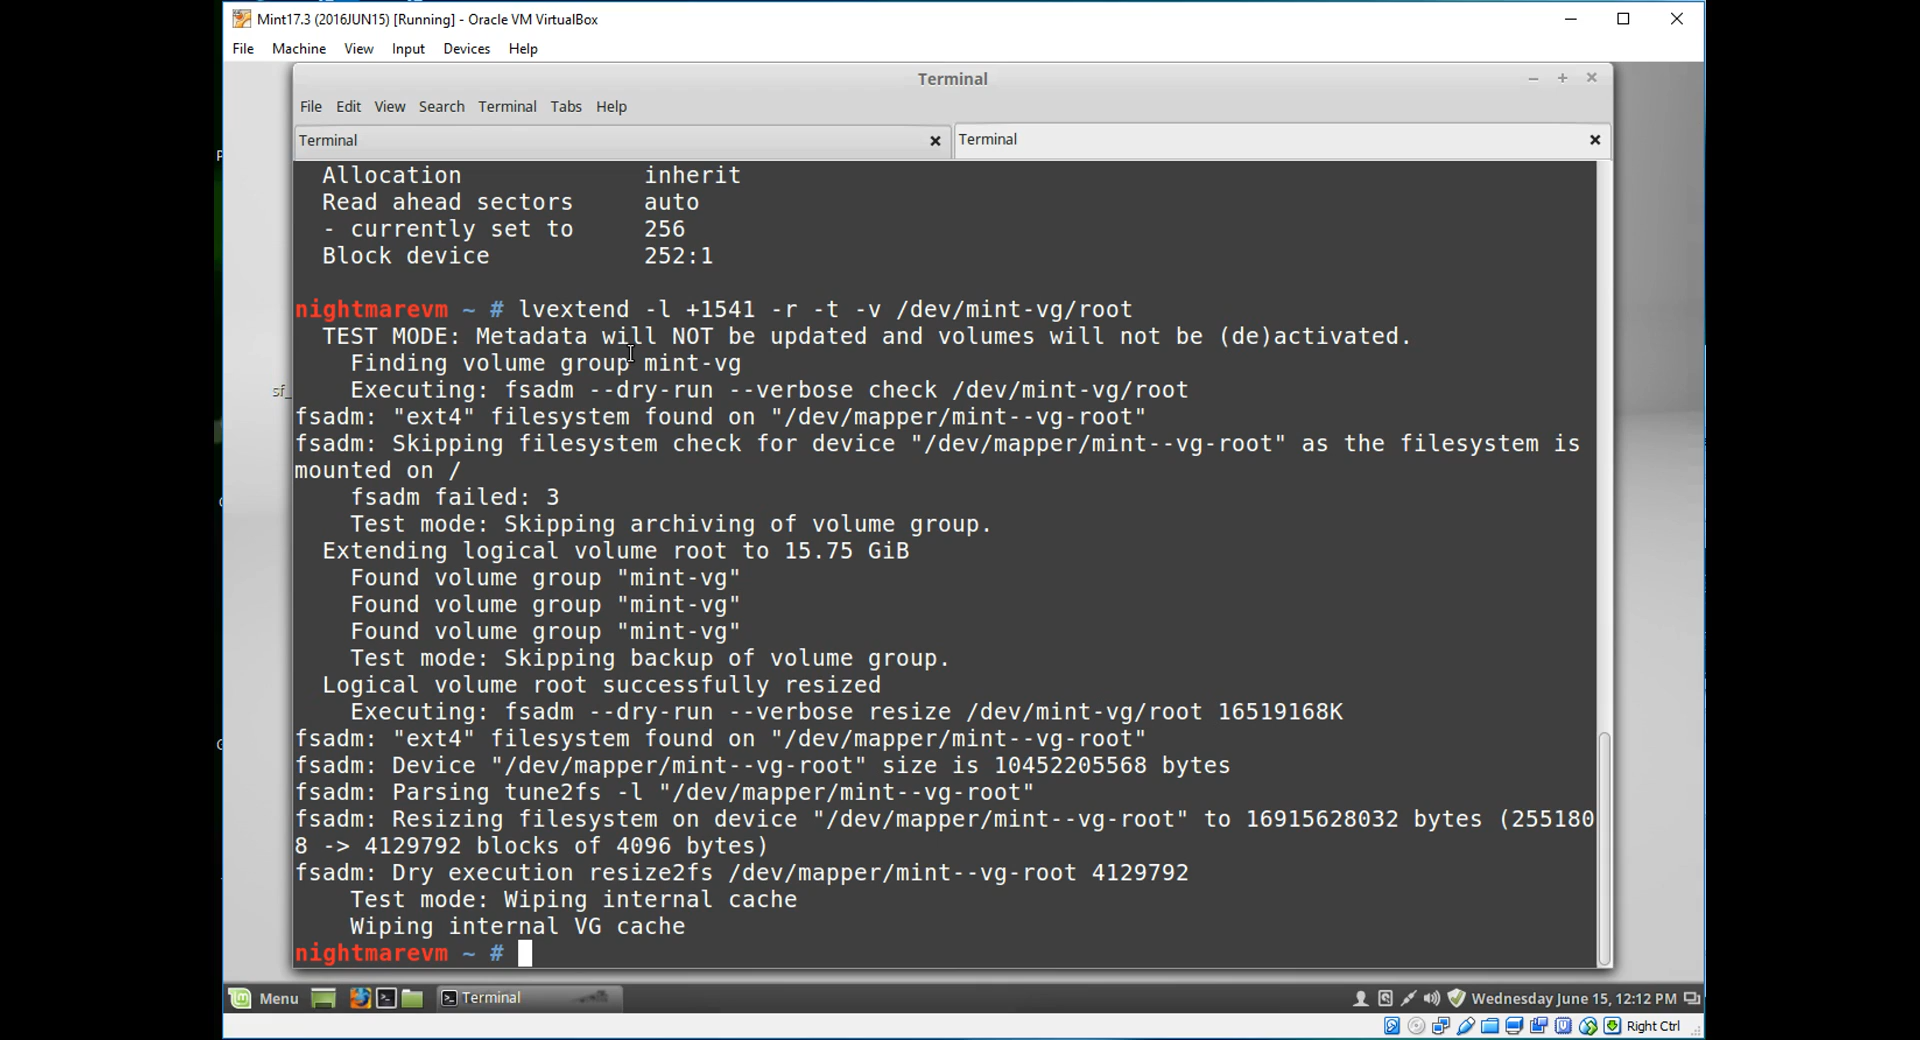 Mint17.3 (2016JUN15) [Running] - Oracle VM VirtualBox
File Machine View Input Devices Help
Terminal
File Edit View Search Terminal Tabs Help
Terminal
Terminal
Allocation inherit
Read ahead sectors auto
- currently set to 256
Block device 252:1
nightmarevm ~ # lvextend -l +1541 -r -t -v /dev/mint-vg/root
TEST MODE: Metadata will NOT be updated and volumes will not be (de)activated.
Finding volume group mint-vg
Executing: fsadm --dry-run --verbose check /dev/mint-vg/root
fsadm: "ext4" filesystem found on "/dev/mapper/mint--vg-root"
fsadm: Skipping filesystem check for device "/dev/mapper/mint--vg-root" as the filesystem is
mounted on /
fsadm failed: 3
Test mode: Skipping archiving of volume group.
Extending logical volume root to 15.75 GiB
Found volume group "mint-vg"
Found volume group "mint-vg"
Found volume group "mint-vg"
Test mode: Skipping backup of volume group.
Logical volume root successfully resized
Executing: fsadm --dry-run --verbose resize /dev/mint-vg/root 16519168K
fsadm: "ext4" filesystem found on "/dev/mapper/mint--vg-root"
fsadm: Device "/dev/mapper/mint--vg-root" size is 10452205568 bytes
fsadm: Parsing tune2fs -l "/dev/mapper/mint--vg-root"
fsadm: Resizing filesystem on device "/dev/mapper/mint--vg-root" to 16915628032 bytes (255180
8 -> 4129792 blocks of 4096 bytes)
fsadm: Dry execution resize2fs /dev/mapper/mint--vg-root 4129792
Test mode: Wiping internal cache
Wiping internal VG cache
nightmarevm ~ #
sf_
Menu
Terminal
Wednesday June 15, 12:12 PM
Right Ctrl